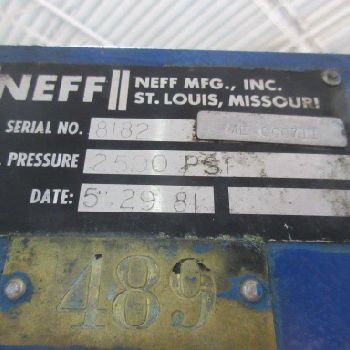 NEFF NEFF MFG., INC.
ST. LOUIS, MISSOURI
SERIAL NO. 8182
PRESSURE 2500 PSI
DATE: 5 29 81
489